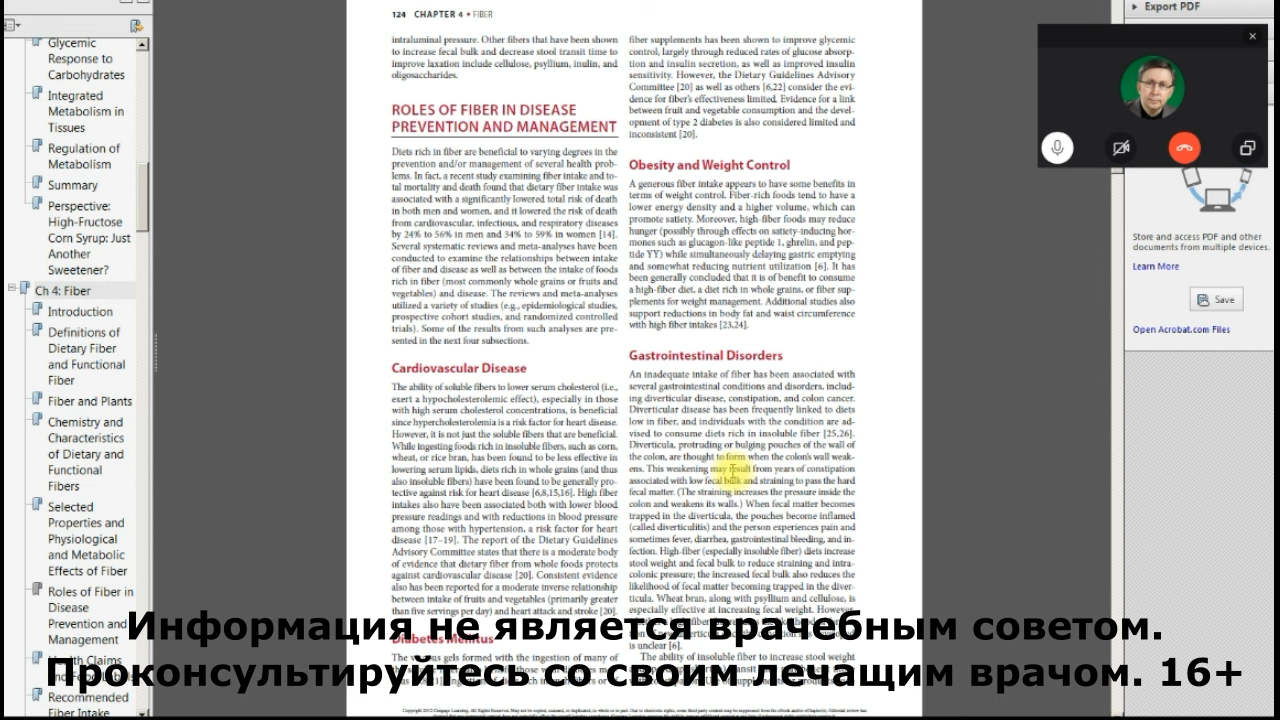 Glycemic
Response to
Carbohydrates
Integrated
Metabolism in
Tissues
Regulation of
Metabolism
Summary
Perspective:
High-Fructose
Corn Syrup:Just
Another
Sweetener?
Ch 4: Fiber
Introduction
Definitions of
Dietary Fiber
and Functional
Fiber
Fiber and Plants
Chemistry and
Characteristics
of Dietary and
Functional
Fibers
Selected
Properties and
Physiological
and Metabolic
Effects of Fiber
Roles of Fiber in
Disease
Prevention and
Management
Recommended
Fiber Intake
124 CHAPTER 4 • FIBER
intraluminal pressure. Other fibers that have been shown
to increase fecal bulk and decrease stool transit time to
improve laxation include cellulose, psyllium, inulin, and
oligosaccharides.
ROLES OF FIBER IN DISEASE
PREVENTION AND MANAGEMENT
Diets rich in fiber are beneficial to varying degrees in the
prevention and/or management of several health prob-
lems. In fact, a recent study examining fiber intake and to-
tal mortality and death found that dietary fiber intake was
associated with a significantly lowered total risk of death
in both men and women, and it lowered the risk of death
from cardiovascular, infectious, and respiratory diseases
by 24% to 56% in men and 34% to 59% in women [14].
Several systematic reviews and meta-analyses have been
conducted to examine the relationships between intake
of fiber and disease as well as between the intake of foods
rich in fiber (most commonly whole grains or fruits and
vegetables) and disease. The reviews and meta-analyses
utilized a variety of studies (e.g., epidemiological studies,
prospective cohort studies, and randomized controlled
trials). Some of the results from such analyses are pre-
sented in the next four subsections.
Cardiovascular Disease
The ability of soluble fibers to lower serum cholesterol (i.e.,
exert a hypocholesterolemic effect), especially in those
with high serum cholesterol concentrations, is beneficial
since hypercholesterolemia is a risk factor for heart disease.
However, it is not just the soluble fibers that are beneficial.
While ingesting foods rich in insoluble fibers, such as corn,
wheat, or rice bran, has been found to be less effective in
lowering serum lipids, diets rich in whole grains (and thus
also insoluble fibers) have been found to be generally pro-
tective against risk for heart disease [6,8,15,16]. High fiber
intakes also have been associated both with lower blood
pressure readings and with reductions in blood pressure
among those with hypertension, a risk factor for heart
disease [17–19]. The report of the Dietary Guidelines
Advisory Committee states that there is a moderate body
of evidence that dietary fiber from whole foods protects
against cardiovascular disease [20]. Consistent evidence
also has been reported for a moderate inverse relationship
between intake of fruits and vegetables (primarily greater
than five servings per day) and heart attack and stroke [20].
Diabetes Mellitus
The viscous gels formed with the ingestion of many of
fiber supplements has been shown to improve glycemic
control, largely through reduced rates of glucose absorp-
tion and insulin secretion, as well as improved insulin
sensitivity. However, the Dietary Guidelines Advisory
Committee [20] as well as others [6,22] consider the evi-
dence for fiber's effectiveness limited. Evidence for a link
between fruit and vegetable consumption and the devel-
opment of type 2 diabetes is also considered limited and
inconsistent [20].
Obesity and Weight Control
A generous fiber intake appears to have some benefits in
terms of weight control. Fiber-rich foods tend to have a
lower energy density and a higher volume, which can
promote satiety. Moreover, high-fiber foods may reduce
hunger (possibly through effects on satiety-inducing hor-
mones such as glucagon-like peptide 1, ghrelin, and pep-
tide YY) while simultaneously delaying gastric emptying
and somewhat reducing nutrient utilization [6]. It has
been generally concluded that it is of benefit to consume
a high-fiber diet, a diet rich in whole grains, or fiber sup-
plements for weight management. Additional studies also
support reductions in body fat and waist circumference
with high fiber intakes [23,24].
Gastrointestinal Disorders
An inadequate intake of fiber has been associated with
several gastrointestinal conditions and disorders, includ-
ing diverticular disease, constipation, and colon cancer.
Diverticular disease has been frequently linked to diets
low in fiber, and individuals with the condition are ad-
vised to consume diets rich in insoluble fiber [25,26].
Diverticula, protruding or bulging pouches of the wall of
the colon, are thought to form when the colon's wall weak-
ens. This weakening may result from years of constipation
associated with low fecal bulk and straining to pass the hard
fecal matter. (The straining increases the pressure inside the
colon and weakens its walls.) When fecal matter becomes
trapped in the diverticula, the pouches become inflamed
(called diverticulitis) and the person experiences pain and
sometimes fever, diarrhea, gastrointestinal bleeding, and in-
fection. High-fiber (especially insoluble fiber) diets increase
stool weight and fecal bulk to reduce straining and intra-
colonic pressure; the increased fecal bulk also reduces the
likelihood of fecal matter becoming trapped in the diver-
ticula. Wheat bran, along with psyllium and cellulose, is
especially effective at increasing fecal weight. However,
is unclear [6].
The ability of insoluble fiber to increase stool weight
Export PDF
Store and access PDF and other
documents from multiple devices.
Learn More
Save
Open Acrobat.com Files
Информация не является врачебным советом.
Проконсультируйтесь со своим лечащим врачом. 16+